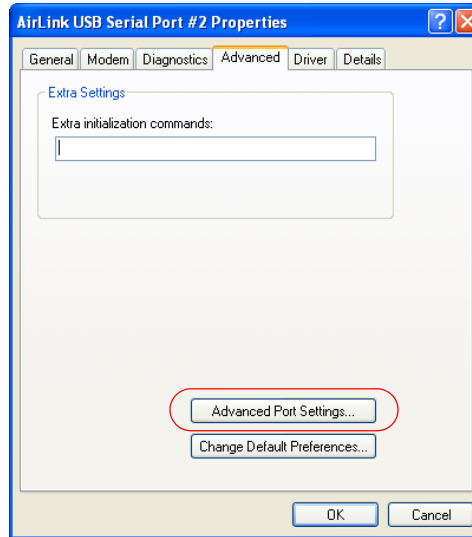 AirLink USB Serial Port #2 Properties
General Modem Diagnostics Advanced Driver Details
Extra Settings
Extra initialization commands:
Advanced Port Settings...
Change Default Preferences...
OK Cancel